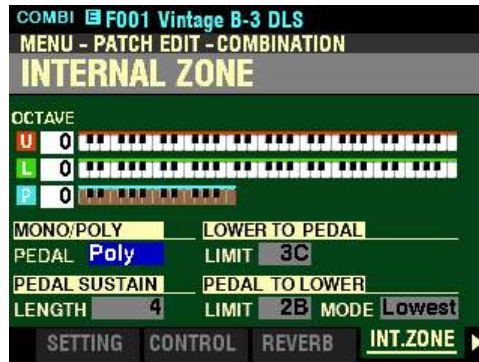 COMBI E F001 Vintage B-3 DLS
MENU - PATCH EDIT - COMBINATION
INTERNAL ZONE
OCTAVE
U 0
L 0
P 0
MONO/POLY LOWER TO PEDAL
PEDAL Poly LIMIT 3C
PEDAL SUSTAIN PEDAL TO LOWER
LENGTH 4 LIMIT 2B MODE Lowest
SETTING CONTROL REVERB INT.ZONE